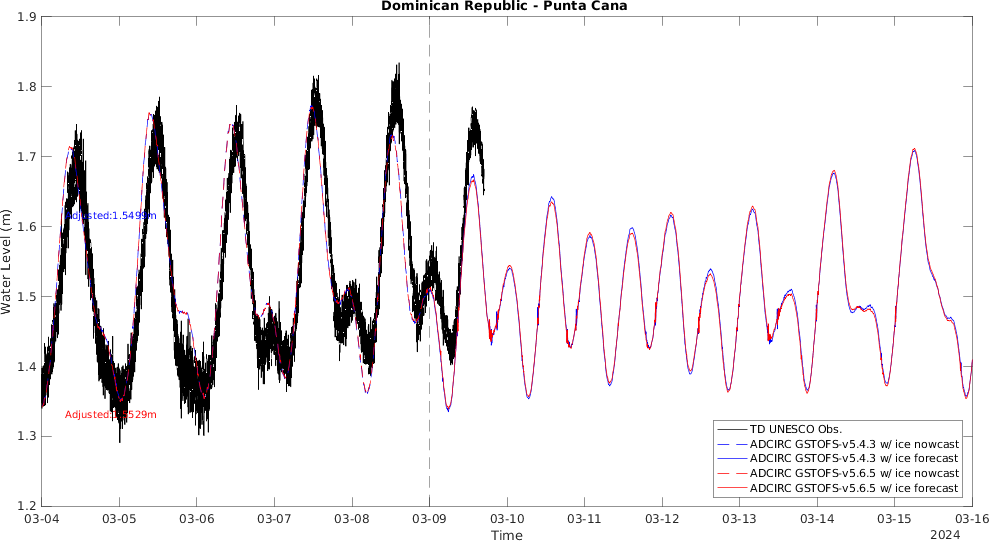 Dominican Republic - Punta Cana
Water Level (m)
1.9
1.8
1.7
1.6
1.5
1.4
1.3
1.2
Adjusted:1.5499m
TD UNESCO Obs.
ADCIRC GSTOFS-v5.4.3 w/ ice nowcast
ADCIRC GSTOFS-v5.4.3 w/ ice forecast
ADCIRC GSTOFS-v5.6.5 w/ ice nowcast
ADCIRC GSTOFS-v5.6.5 w/ ice forecast
03-04 03-05 03-06 03-07 03-08 03-09 03-10 03-11 03-12 03-13 03-14 03-15 03-16
Time
2024